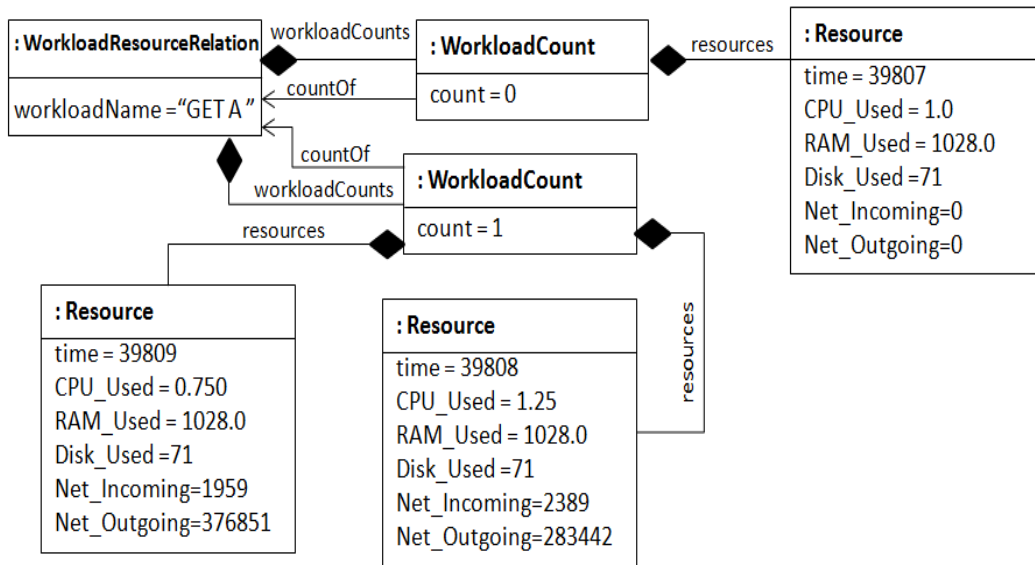 : WorkloadResourceRelation
workloadName ="GET A "
workloadCounts
countOf
: WorkloadCount
count = 0
resources
: Resource
time = 39807
CPU_Used = 1.0
RAM_Used = 1028.0
Disk_Used =71
Net_Incoming=0
Net_Outgoing=0
countOf
workloadCounts
: WorkloadCount
count = 1
resources
resources
: Resource
time = 39809
CPU_Used = 0.750
RAM_Used = 1028.0
Disk_Used =71
Net_Incoming=1959
Net_Outgoing=376851
: Resource
time = 39808
CPU_Used = 1.25
RAM_Used = 1028.0
Disk_Used =71
Net_Incoming=2389
Net_Outgoing=283442